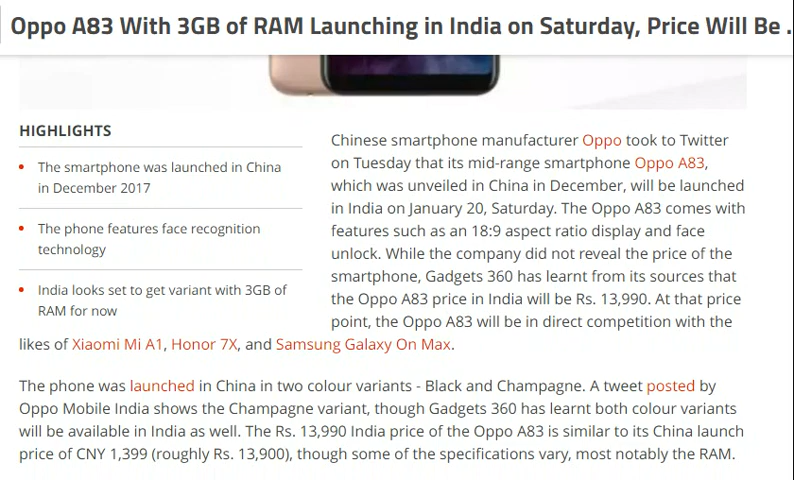 Oppo A83 With 3GB of RAM Launching in India on Saturday, Price Will Be .
HIGHLIGHTS
The smartphone was launched in China
in December 2017
The phone features face recognition
technology
India looks set to get variant with 3GB of
RAM for now
Chinese smartphone manufacturer Oppo took to Twitter
on Tuesday that its mid-range smartphone Oppo A83,
which was unveiled in China in December, will be launched
in India on January 20, Saturday. The Oppo A83 comes with
features such as an 18:9 aspect ratio display and face
unlock. While the company did not reveal the price of the
smartphone, Gadgets 360 has learnt from its sources that
the Oppo A83 price in India will be Rs. 13,990. At that price
point, the Oppo A83 will be in direct competition with the
likes of Xiaomi Mi A1, Honor 7X, and Samsung Galaxy On Max.
The phone was launched in China in two colour variants - Black and Champagne. A tweet posted by
Oppo Mobile India shows the Champagne variant, though Gadgets 360 has learnt both colour variants
will be available in India as well. The Rs. 13,990 India price of the Oppo A83 is similar to its China launch
price of CNY 1,399 (roughly Rs. 13,900), though some of the specifications vary, most notably the RAM.